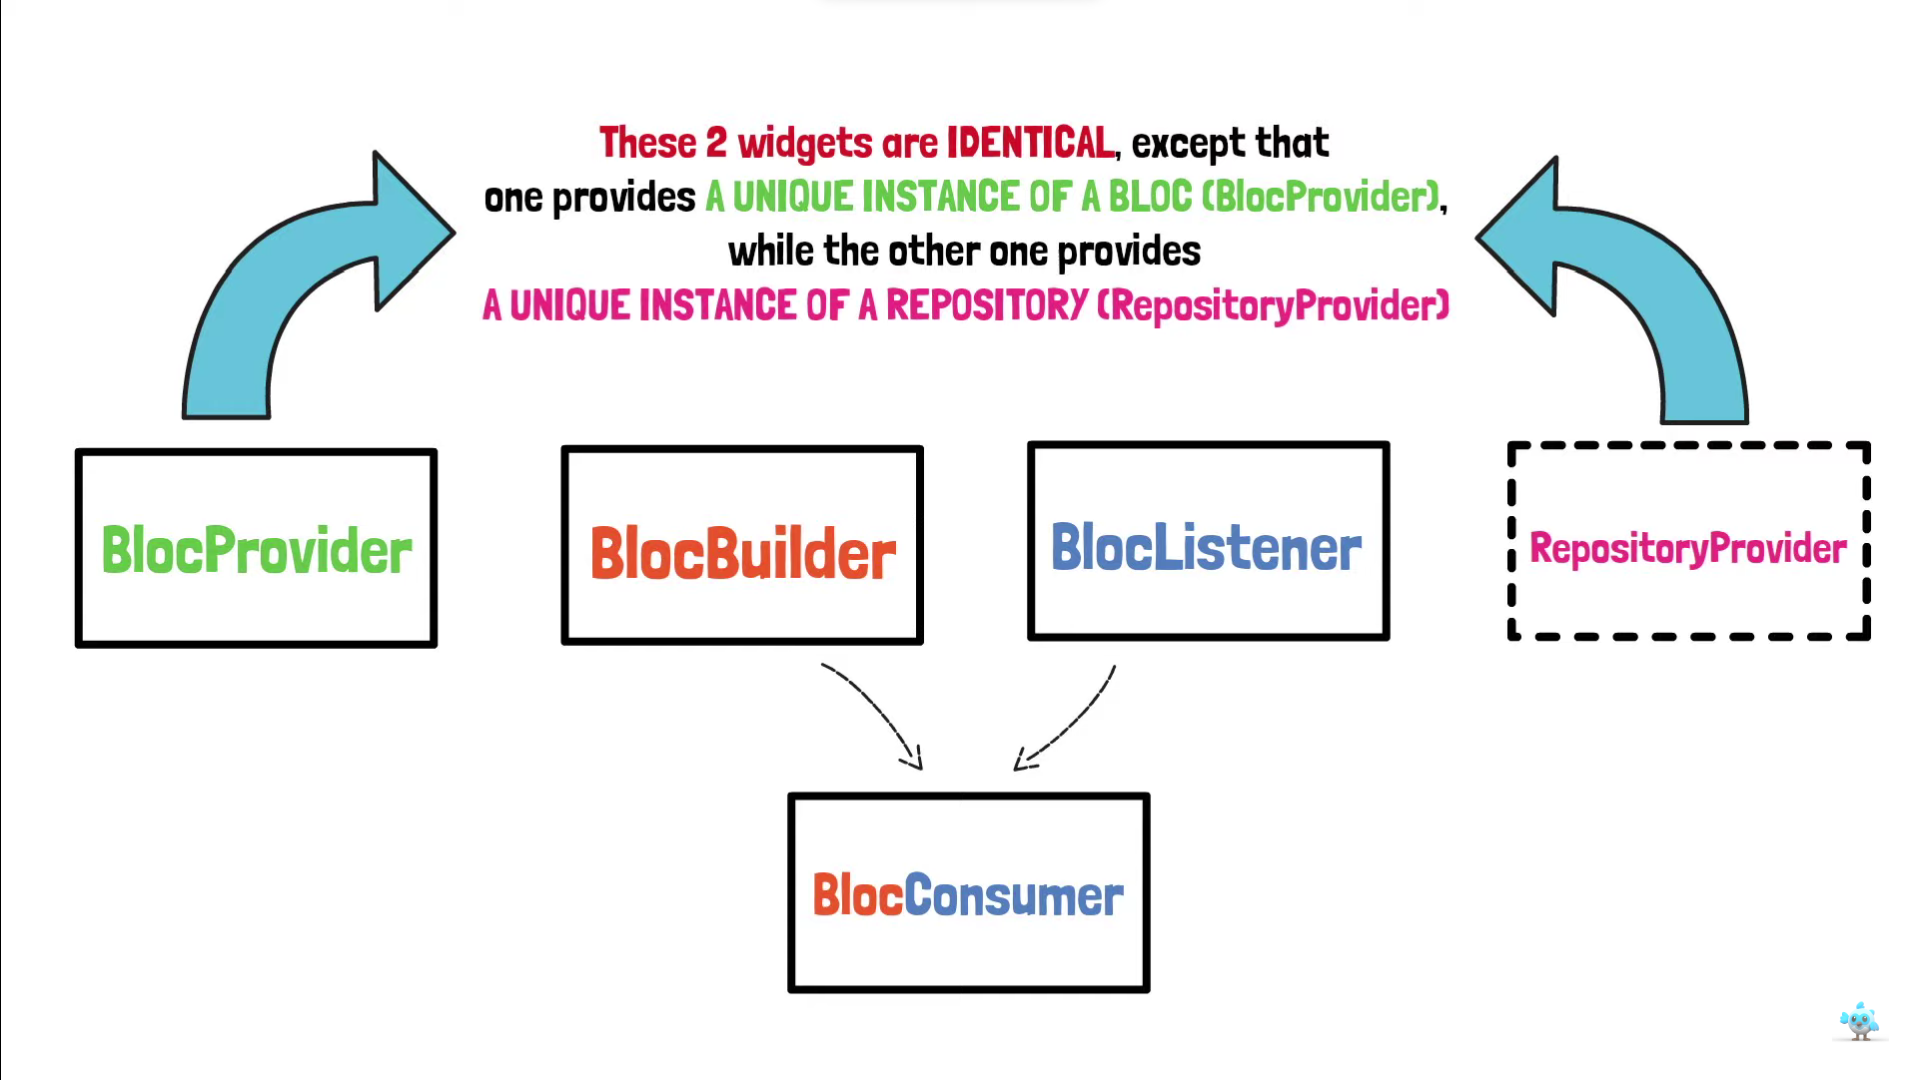 These 2 widgets are IDENTICAL, except that
one provides A UNIQUE INSTANCE OF A BLOC (BlocProvider),
while the other one provides
A UNIQUE INSTANCE OF A REPOSITORY (RepositoryProvider)
BlocProvider
BlocBuilder
BlocListener
RepositoryProvider
BlocConsumer